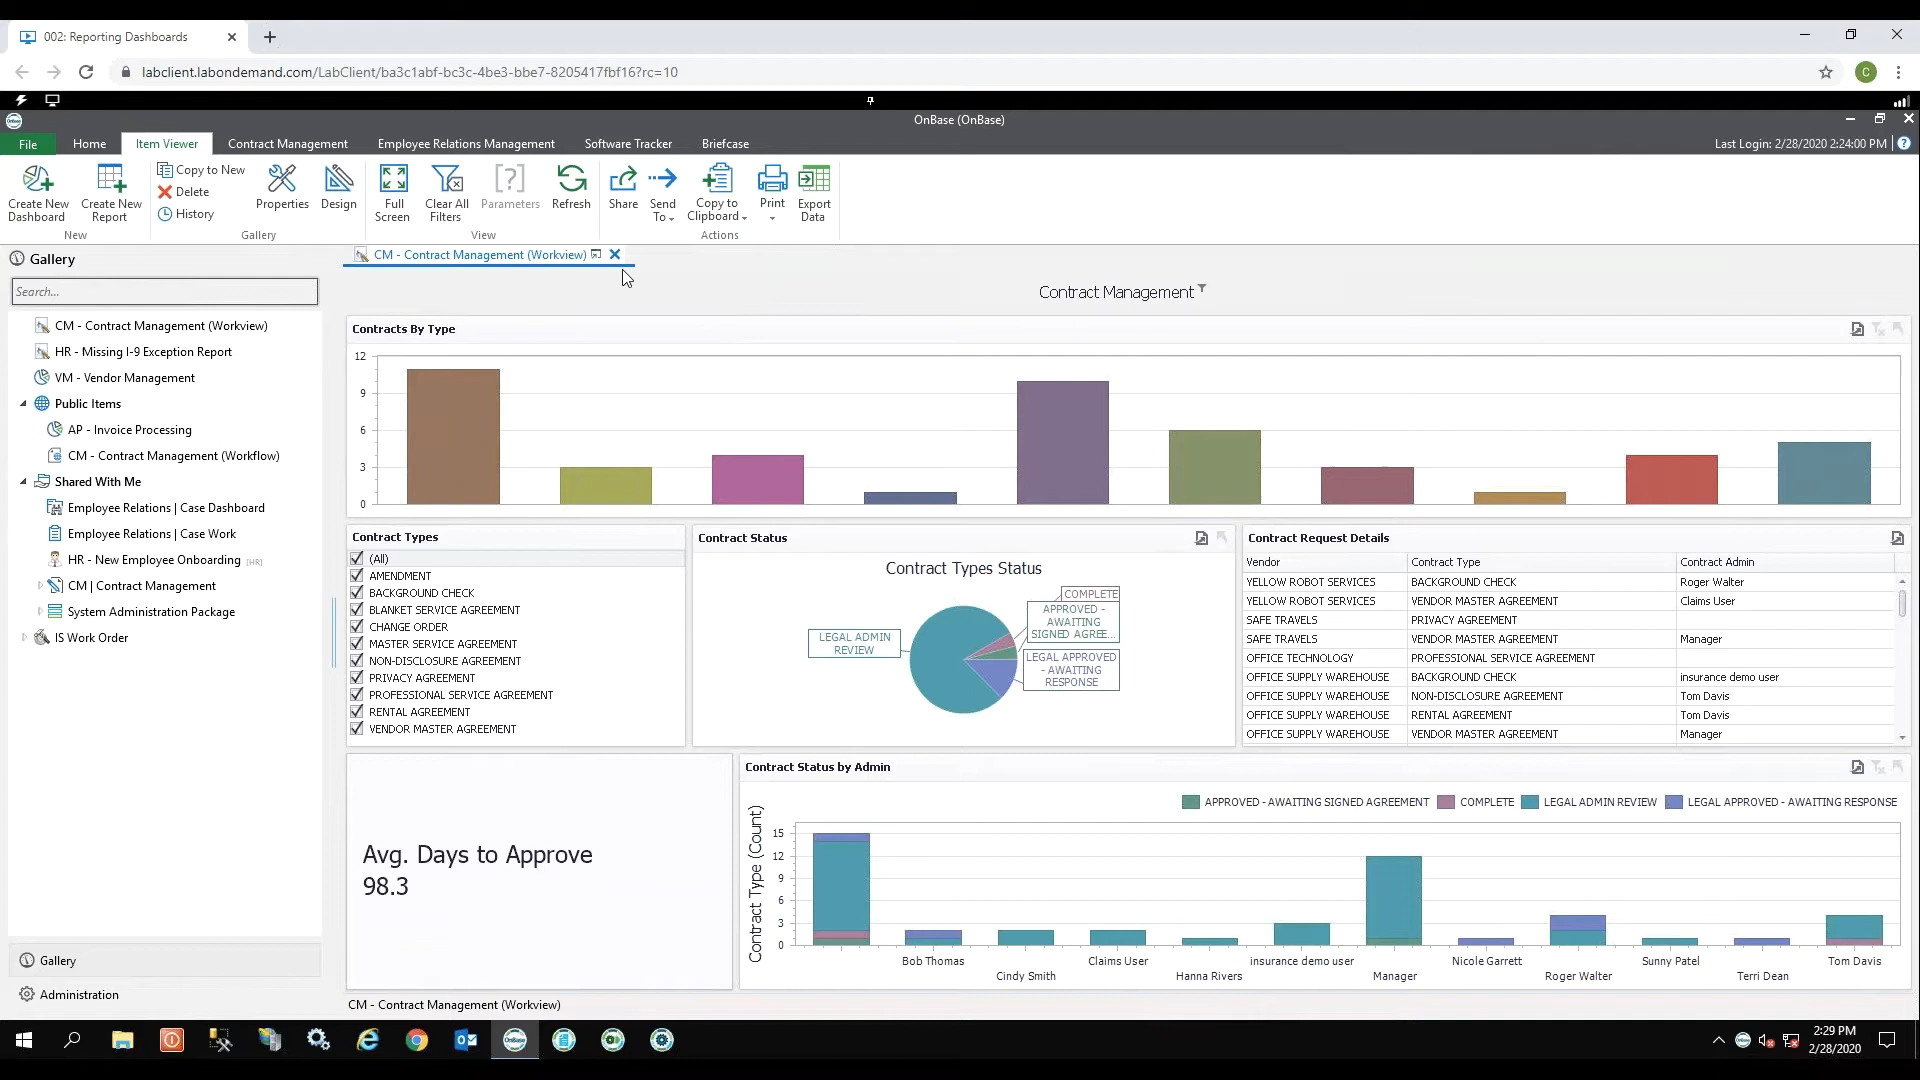 002: Reporting Dashboards
labclient.labondemand.com/LabClient/ba3c1abf-bc3c-4be3-bbe7-8205417fbf16?rc=10
C
OnBase (OnBase)
File Home Item Viewer Contract Management Employee Relations Management Software Tracker Briefcase Last Login: 2/28/2020 2:24:00 PM ?
Create New Dashboard
Create New Report
New
Copy to New
Delete
History
Properties
Design
Gallery
Full Screen
Clear All Filters
Parameters
Refresh
View
Share
Send To
Copy to Clipboard
Print
Export Data
Actions
Gallery
Search...
CM - Contract Management (Workview)
HR - Missing I-9 Exception Report
VM - Vendor Management
Public Items
AP - Invoice Processing
CM - Contract Management (Workflow)
Shared With Me
Employee Relations | Case Dashboard
Employee Relations | Case Work
HR - New Employee Onboarding [HR]
CM | Contract Management
System Administration Package
IS Work Order
Gallery
Administration
CM - Contract Management (Workview)
Contract Management
Contracts By Type
12
9
6
3
0
Contract Types
(All)
AMENDMENT
BACKGROUND CHECK
BLANKET SERVICE AGREEMENT
CHANGE ORDER
MASTER SERVICE AGREEMENT
NON-DISCLOSURE AGREEMENT
PRIVACY AGREEMENT
PROFESSIONAL SERVICE AGREEMENT
RENTAL AGREEMENT
VENDOR MASTER AGREEMENT
Contract Status
Contract Types Status
COMPLETE
APPROVED -
AWAITING
SIGNED AGREE...
LEGAL ADMIN
REVIEW
LEGAL APPROVED
- AWAITING
RESPONSE
Contract Request Details
Vendor Contract Type Contract Admin
YELLOW ROBOT SERVICES BACKGROUND CHECK Roger Walter
YELLOW ROBOT SERVICES VENDOR MASTER AGREEMENT Claims User
SAFE TRAVELS PRIVACY AGREEMENT
SAFE TRAVELS VENDOR MASTER AGREEMENT Manager
OFFICE TECHNOLOGY PROFESSIONAL SERVICE AGREEMENT
OFFICE SUPPLY WAREHOUSE BACKGROUND CHECK insurance demo user
OFFICE SUPPLY WAREHOUSE NON-DISCLOSURE AGREEMENT Tom Davis
OFFICE SUPPLY WAREHOUSE RENTAL AGREEMENT Tom Davis
OFFICE SUPPLY WAREHOUSE VENDOR MASTER AGREEMENT Manager
Avg. Days to Approve
98.3
Contract Status by Admin
APPROVED - AWAITING SIGNED AGREEMENT COMPLETE LEGAL ADMIN REVIEW LEGAL APPROVED - AWAITING RESPONSE
Contract Type (Count)
15
12
9
6
3
0
Bob Thomas Claims User insurance demo user Nicole Garrett Sunny Patel Tom Davis
Cindy Smith Hanna Rivers Manager Roger Walter Terri Dean
CM - Contract Management (Workview)
OnBase
2:29 PM
2/28/2020